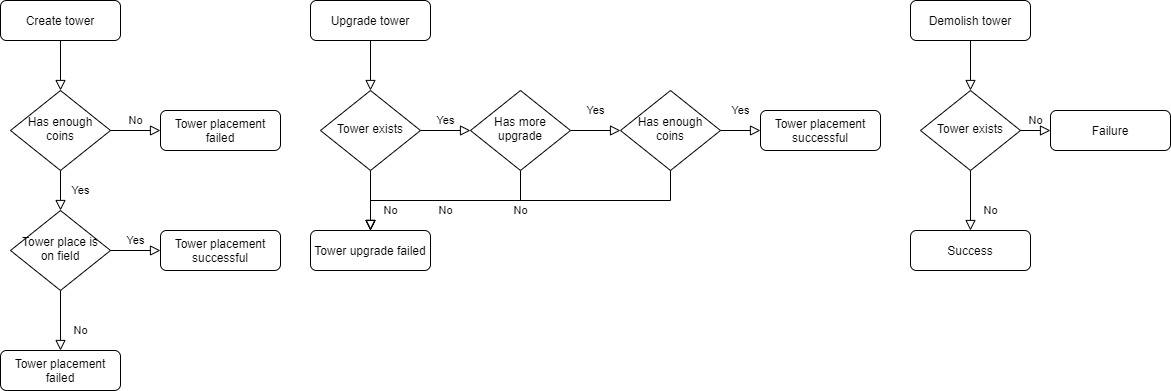 Create tower
Has enough
coins
No
Tower placement
failed
Yes
Tower place is
on field
Yes
Tower placement
successful
No
Tower placement
failed
Upgrade tower
Tower exists
Yes
Has more
upgrade
Yes
Has enough
coins
Yes
Tower placement
successful
No
No
No
Tower upgrade failed
Demolish tower
Tower exists
No
Failure
No
Success